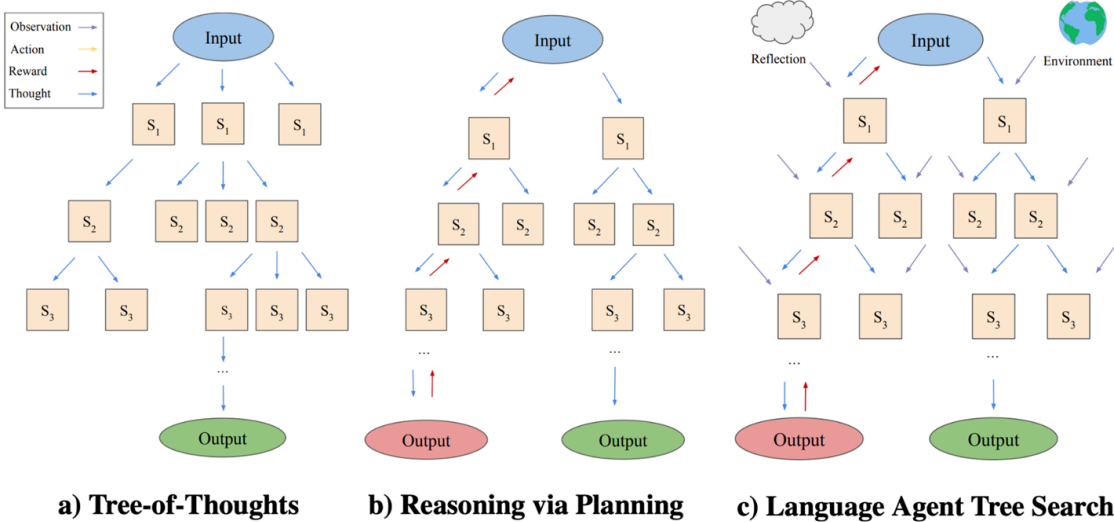 Observation
Action
Reward
Thought
Input
S1 S1 S1
S2 S2 S2 S2
S3 S3 S3 S3 S3
...
Output
a) Tree-of-Thoughts
Input
S1 S1
S2 S2 S2 S2
S3 S3 S3 S3
... ...
Output Output
b) Reasoning via Planning
Reflection
Input
Environment
S1 S1
S2 S2 S2 S2
S3 S3 S3 S3
... ...
Output Output
c) Language Agent Tree Search